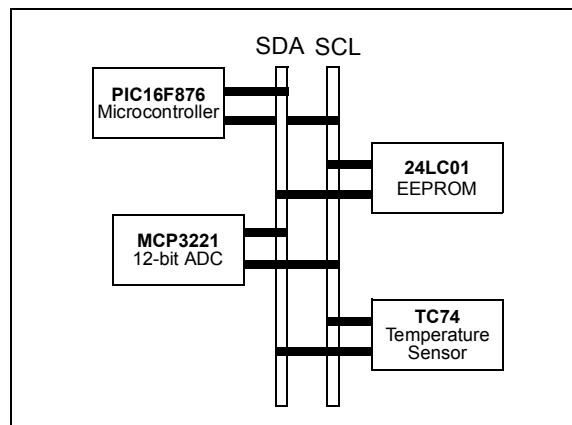 SDA SCL
PIC16F876
Microcontroller
24LC01
EEPROM
MCP3221
12-bit ADC
TC74
Temperature
Sensor